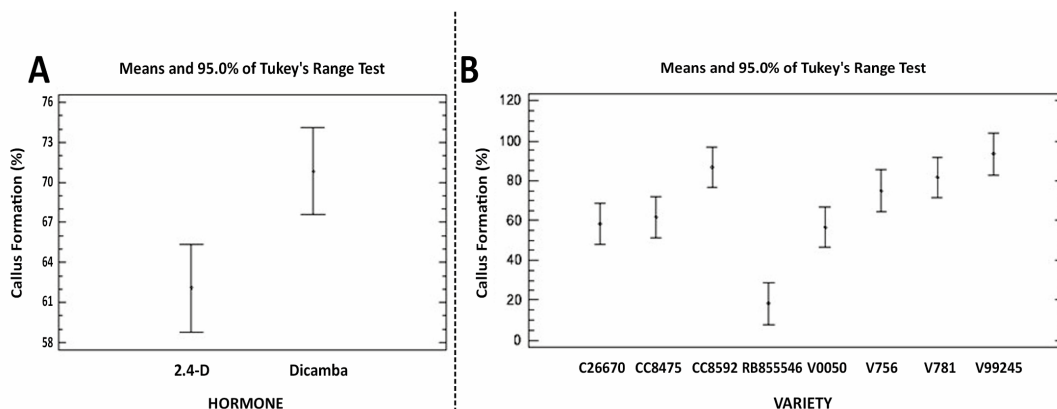 A
Means and 95.0% of Tukey's Range Test
Callus Formation (%)
76
73
70
67
64
61
58
2.4-D Dicamba
HORMONE
B
Means and 95.0% of Tukey's Range Test
Callus Formation (%)
120
100
80
60
40
20
0
C26670 CC8475 CC8592 RB855546 V0050 V756 V781 V99245
VARIETY